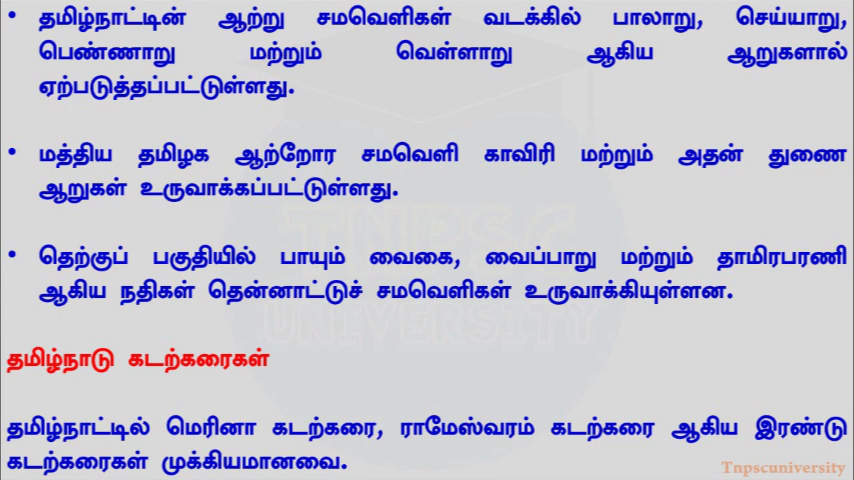 • தமிழ்நாட்டின் ஆற்று சமவெளிகள் வடக்கில் பாலாறு, செய்யாறு,
பெண்ணாறு மற்றும் வெள்ளாறு ஆகிய ஆறுகளால்
ஏற்படுத்தப்பட்டுள்ளது.
• மத்திய தமிழக ஆற்றோர சமவெளி காவிரி மற்றும் அதன் துணை
ஆறுகள் உருவாக்கப்பட்டுள்ளது.
• தெற்குப் பகுதியில் பாயும் வைகை, வைப்பாறு மற்றும் தாமிரபரணி
ஆகிய நதிகள் தென்னாட்டுச் சமவெளிகள் உருவாக்கியுள்ளன.
தமிழ்நாடு கடற்கரைகள்
தமிழ்நாட்டில் மெரினா கடற்கரை, ராமேஸ்வரம் கடற்கரை ஆகிய இரண்டு
கடற்கரைகள் முக்கியமானவை.
TNPSC
UNIVERSITY
Tnpscuniversity